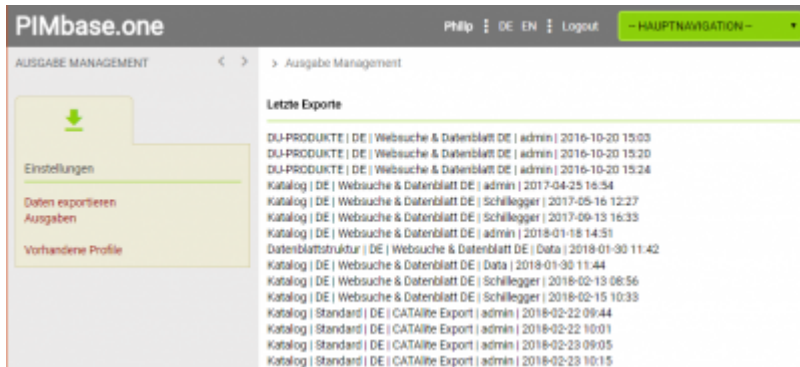 PIMbase.one
Philip ⋮ DE EN ⋮ Logout
-- HAUPTNAVIGATION --
AUSGABE MANAGEMENT < >
> Ausgabe Management
Letzte Exporte
Einstellungen
Daten exportieren
Ausgaben
Vorhandene Profile
DU-PRODUKTE | DE | Websuche & Datenblatt DE | admin | 2016-10-20 15:03
DU-PRODUKTE | DE | Websuche & Datenblatt DE | admin | 2016-10-20 15:20
DU-PRODUKTE | DE | Websuche & Datenblatt DE | admin | 2016-10-20 15:24
Katalog | DE | Websuche & Datenblatt DE | admin | 2017-04-25 16:54
Katalog | DE | Websuche & Datenblatt DE | Schillegger | 2017-05-16 12:27
Katalog | DE | Websuche & Datenblatt DE | Schillegger | 2017-09-13 16:33
Katalog | DE | Websuche & Datenblatt DE | admin | 2018-01-18 14:51
Datenblattstruktur | DE | Websuche & Datenblatt DE | Data | 2018-01-30 11:42
Katalog | DE | Websuche & Datenblatt DE | Data | 2018-01-30 11:44
Katalog | DE | Websuche & Datenblatt DE | Schillegger | 2018-02-13 08:56
Katalog | DE | Websuche & Datenblatt DE | Schillegger | 2018-02-15 10:33
Katalog | Standard | DE | CATAlite Export | admin | 2018-02-22 09:44
Katalog | Standard | DE | CATAlite Export | admin | 2018-02-22 10:01
Katalog | Standard | DE | CATAlite Export | admin | 2018-02-23 09:05
Katalog | Standard | DE | CATAlite Export | admin | 2018-02-23 10:15